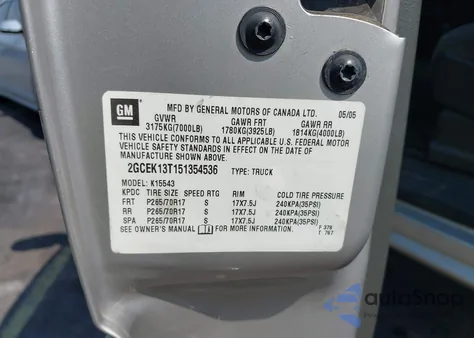 GM
MFD BY GENERAL MOTORS OF CANADA LTD. 05/05
GVWR GAWR FRT GAWR RR
3175KG(7000LB) 1780KG(3925LB) 1814KG(4000LB)
THIS VEHICLE CONFORMS TO ALL APPLICABLE U.S. FEDERAL MOTOR
VEHICLE SAFETY STANDARDS IN EFFECT ON THE DATE OF
MANUFACTURE SHOWN ABOVE.
2GCEK13T151354536 TYPE: TRUCK
MODEL: K15543
KPDC TIRE SIZE SPEED RTG RIM COLD TIRE PRESSURE
FRT P265/70R17 S 17X7.5J 240KPA(35PSI)
RR P265/70R17 S 17X7.5J 240KPA(35PSI)
SPA P265/70R17 S 17X7.5J 240KPA(35PSI)
SEE OWNER'S MANUAL FOR MORE INFORMATION. F 378
T 767
autoSnap